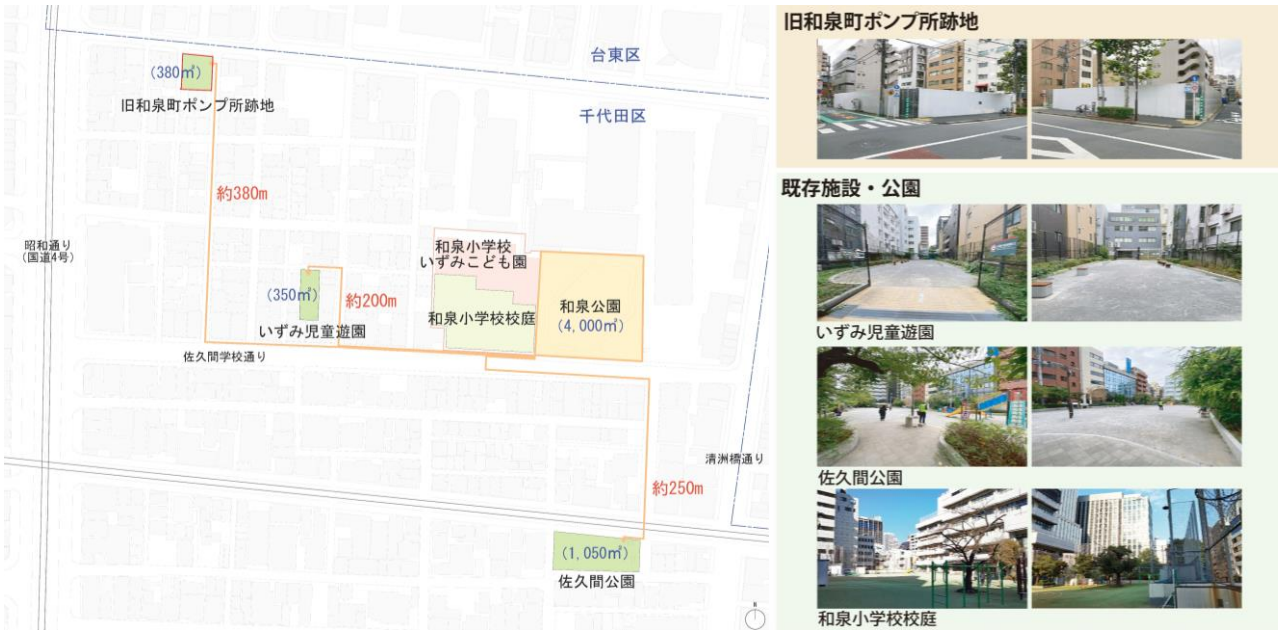 台東区
(380㎡)
旧和泉町ポンプ所跡地
千代田区
約380m
昭和通り
(国道4号)
和泉小学校
いずみこども園
(350㎡)
約200m
和泉公園
(4,000㎡)
和泉小学校校庭
いずみ児童遊園
佐久間学校通り
清洲橋通り
約250m
(1,050㎡)
佐久間公園
旧和泉町ポンプ所跡地
既存施設・公園
いずみ児童遊園
佐久間公園
和泉小学校校庭